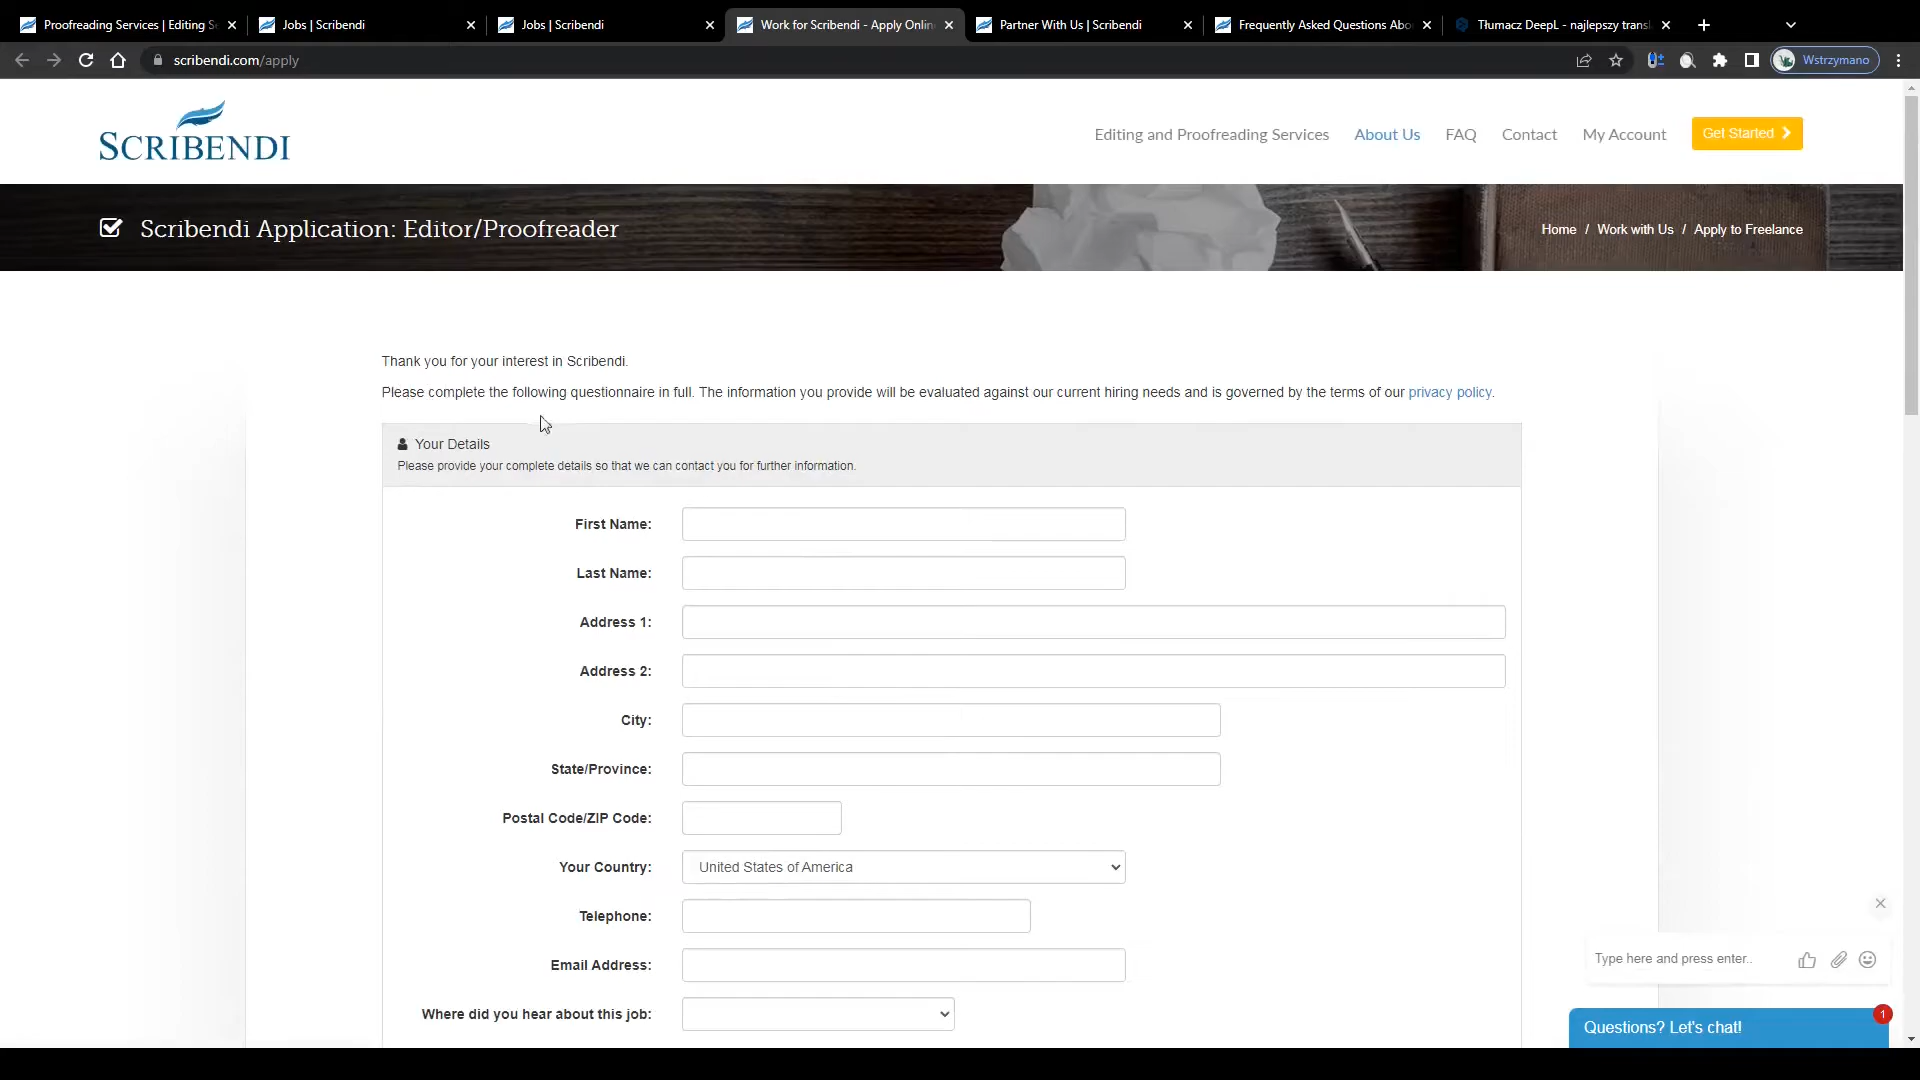 Proofreading Services | Editing S
Jobs | Scribendi
Jobs | Scribendi
Work for Scribendi - Apply Onlin
Partner With Us | Scribendi
Frequently Asked Questions Abo
Tłumacz DeepL - najlepszy trans
scribendi.com/apply
Wstrzymano
SCRIBENDI
Editing and Proofreading Services
About Us
FAQ
Contact
My Account
Get Started
Scribendi Application: Editor/Proofreader
Home / Work with Us / Apply to Freelance
Thank you for your interest in Scribendi.
Please complete the following questionnaire in full. The information you provide will be evaluated against our current hiring needs and is governed by the terms of our privacy policy.
Your Details
Please provide your complete details so that we can contact you for further information.
First Name:
Last Name:
Address 1:
Address 2:
City:
State/Province:
Postal Code/ZIP Code:
Your Country: United States of America
Telephone:
Email Address:
Where did you hear about this job:
Type here and press enter..
1
Questions? Let's chat!